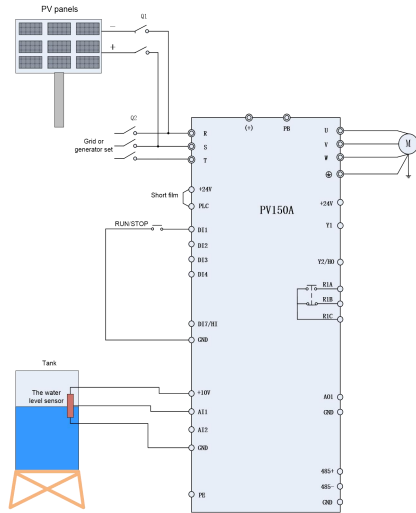 PV panels
Q1
−
+
Q2
Grid or
generator set
R
S
T
(+)
PB
U
V
W
M
Short film
+24V
PLC
PV150A
+24V
RUN/STOP
DI1
DI2
DI3
DI4
Y1
Y2/HO
R1A
R1B
R1C
DI7/HI
GND
Tank
The water
level sensor
+10V
AI1
AI2
GND
AO1
GND
PE
485+
485-
GND